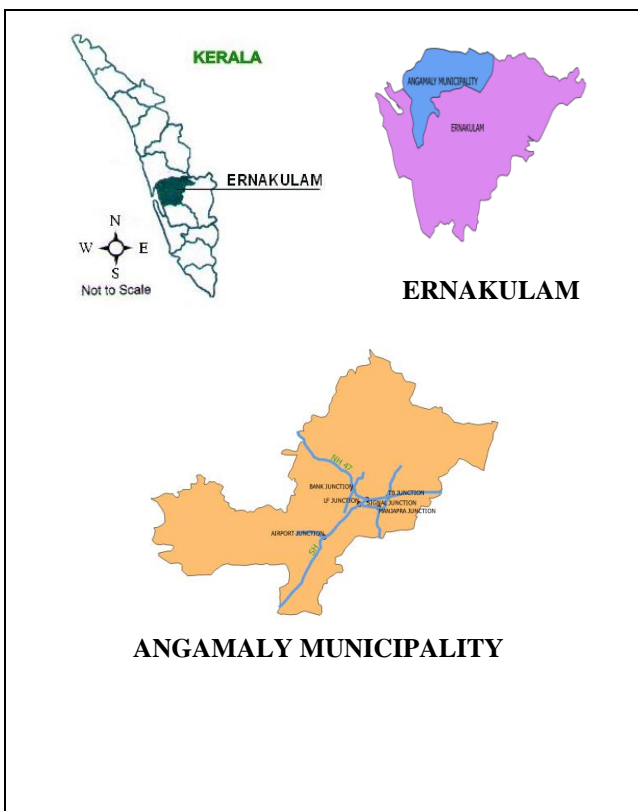 KERALA
ERNAKULAM
N
W E
S
Not to Scale
ANGAMALY MUNICIPALITY
ERNAKULAM
ERNAKULAM
NH 47
BANK JUNCTION
TB JUNCTION
LF JUNCTION
SIGNAL JUNCTION
MANJAPRA JUNCTION
AIRPORT JUNCTION
SH
ANGAMALY MUNICIPALITY